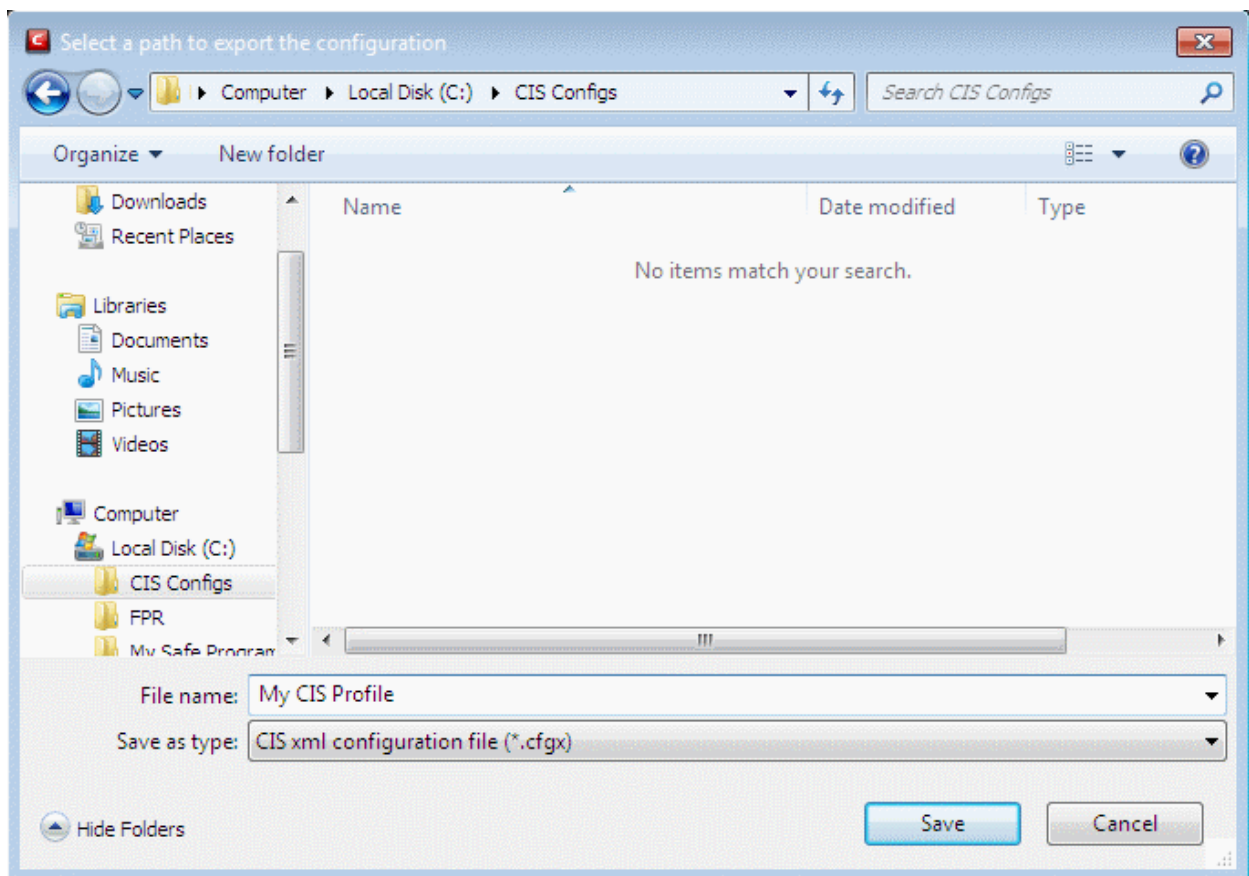 Select a path to export the configuration
Computer Local Disk (C:) CIS Configs Search CIS Configs
Organize New folder
Name Date modified Type
No items match your search.
Downloads
Recent Places
Libraries
Documents
Music
Pictures
Videos
Computer
Local Disk (C:)
CIS Configs
FPR
My Safe Program
File name: My CIS Profile
Save as type: CIS xml configuration file (*.cfgx)
Hide Folders Save Cancel